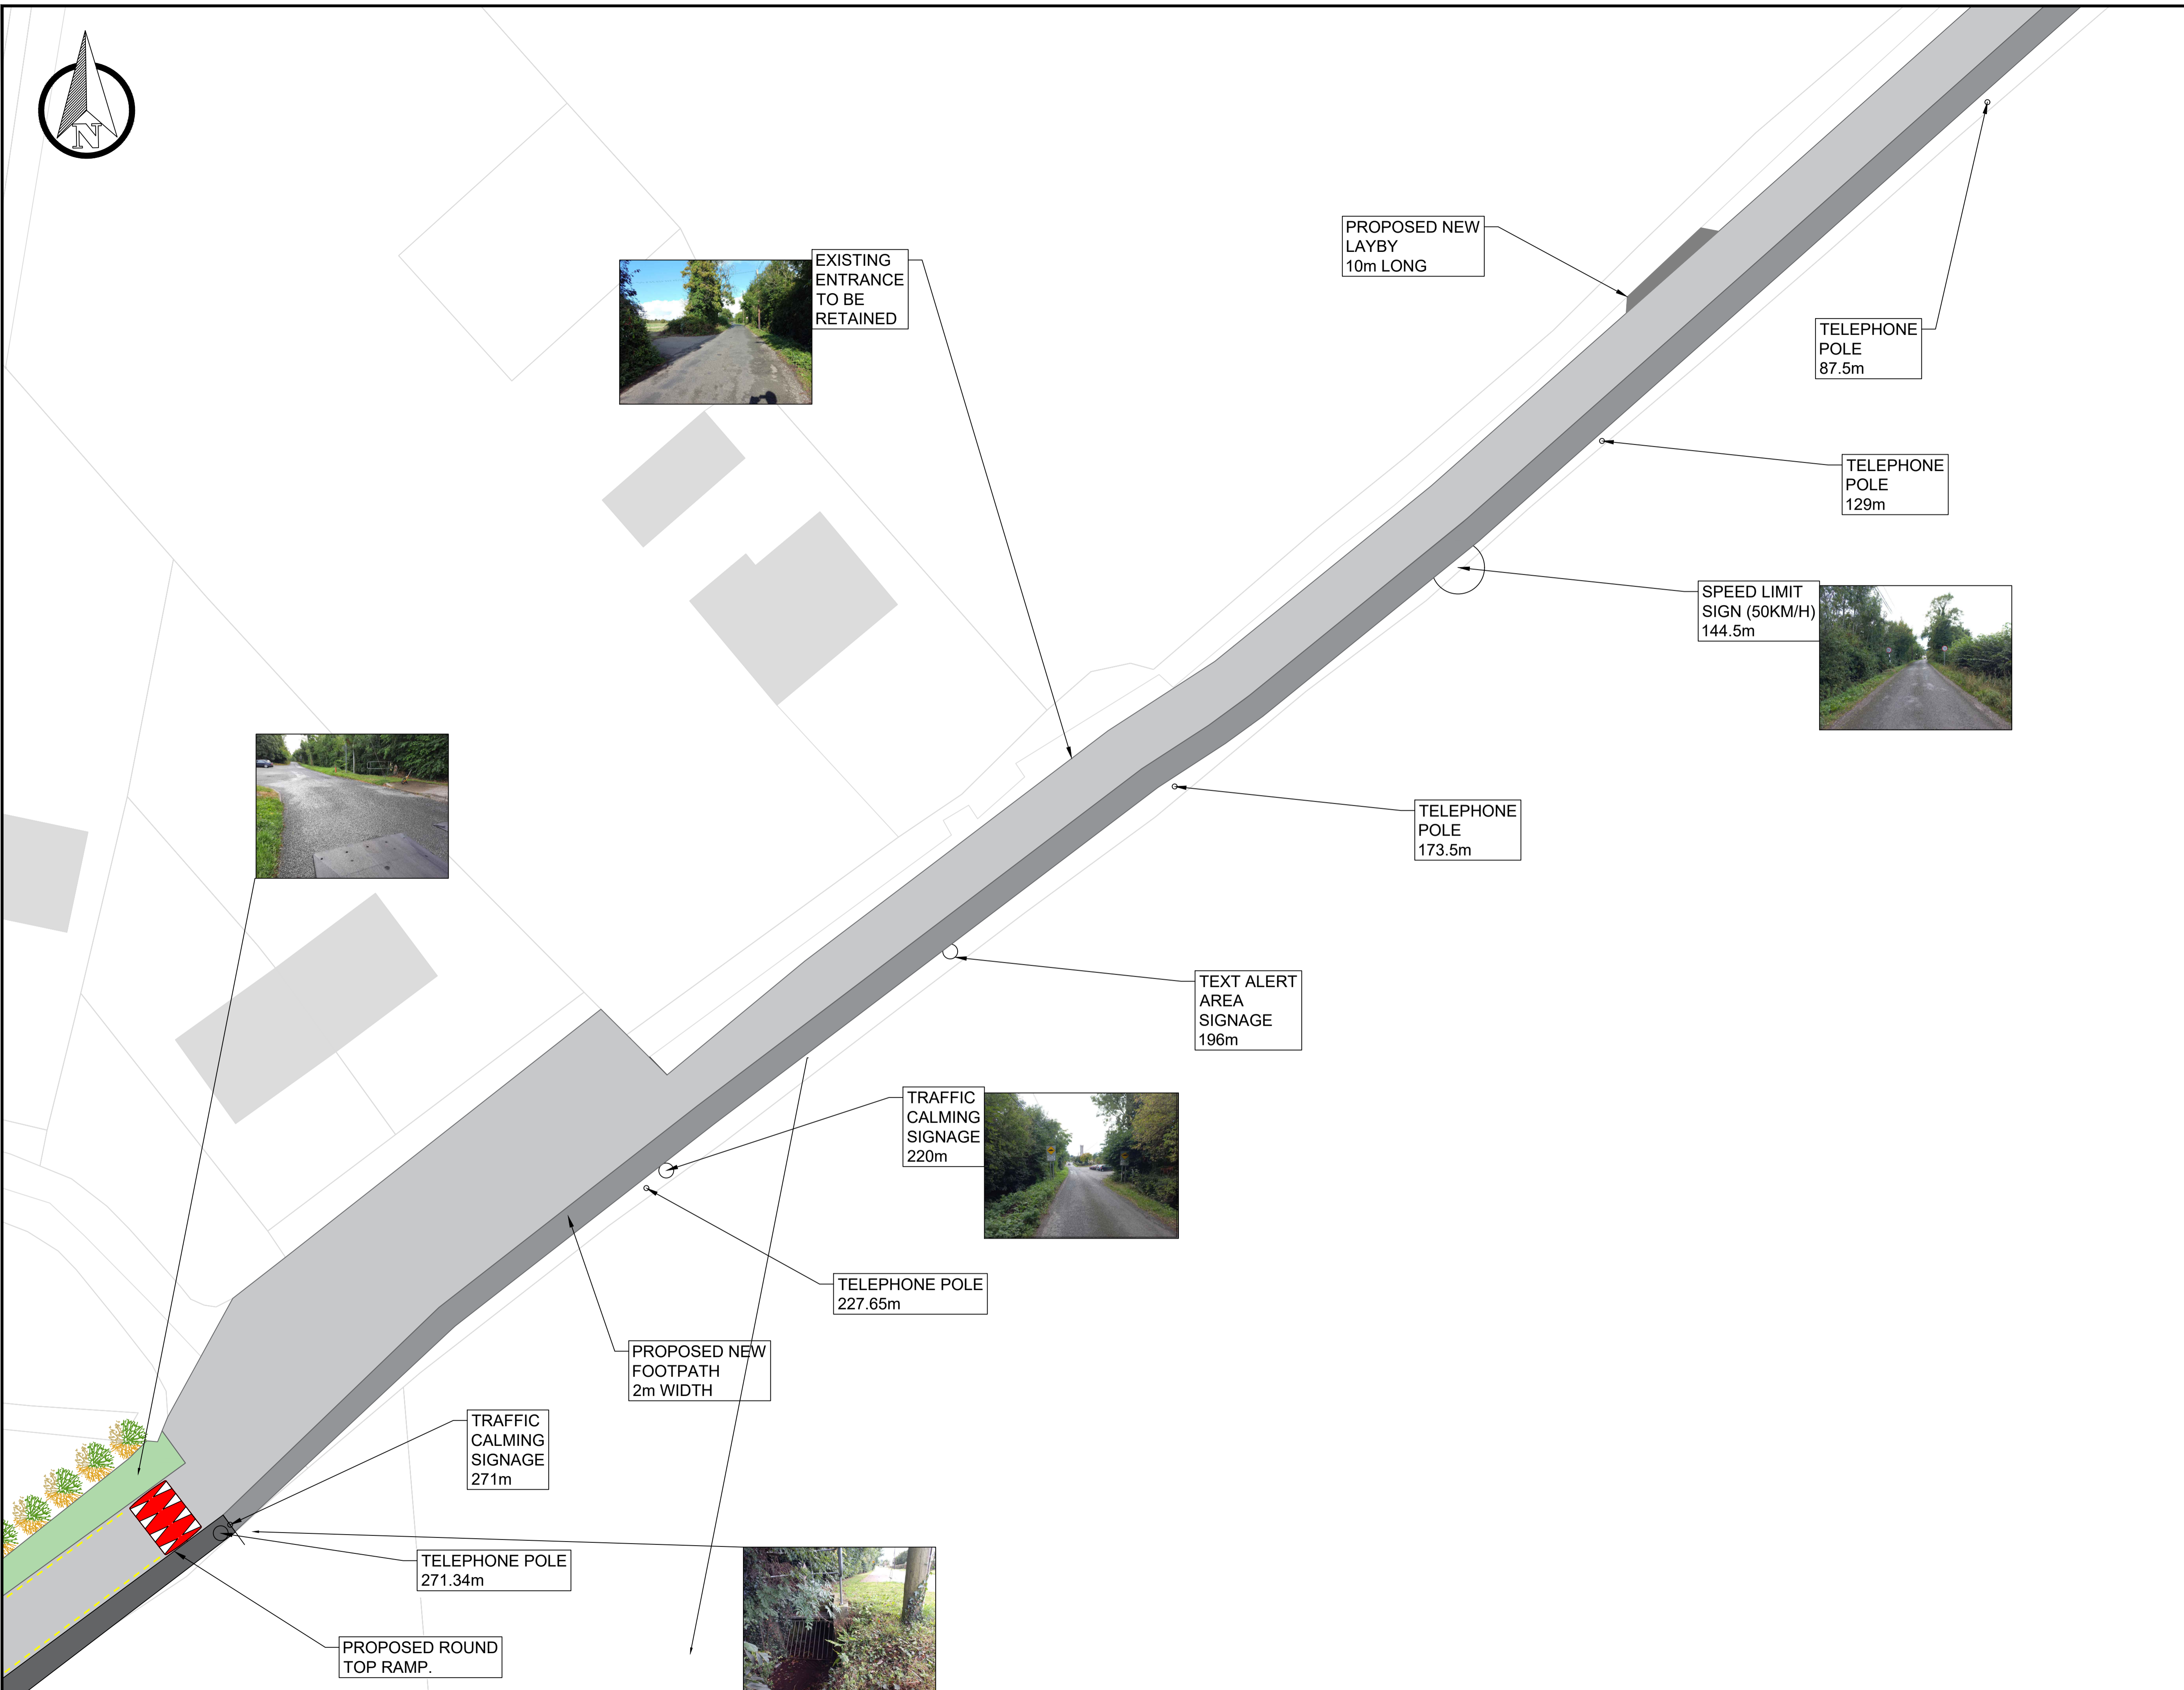 N
PROPOSED NEW
LAYBY
10m LONG
EXISTING
ENTRANCE
TO BE
RETAINED
TELEPHONE
POLE
87.5m
TELEPHONE
POLE
129m
SPEED LIMIT
SIGN (50KM/H)
144.5m
TELEPHONE
POLE
173.5m
TEXT ALERT
AREA
SIGNAGE
196m
TRAFFIC
CALMING
SIGNAGE
220m
TELEPHONE POLE
227.65m
PROPOSED NEW
FOOTPATH
2m WIDTH
TRAFFIC
CALMING
SIGNAGE
271m
TELEPHONE POLE
271.34m
PROPOSED ROUND
TOP RAMP.